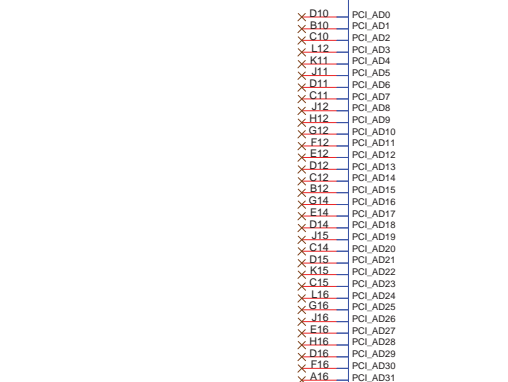 D10 PCI_AD0
B10 PCI_AD1
C10 PCI_AD2
L12 PCI_AD3
K11 PCI_AD4
J11 PCI_AD5
D11 PCI_AD6
C11 PCI_AD7
J12 PCI_AD8
H12 PCI_AD9
G12 PCI_AD10
F12 PCI_AD11
E12 PCI_AD12
D12 PCI_AD13
C12 PCI_AD14
B12 PCI_AD15
G14 PCI_AD16
E14 PCI_AD17
D14 PCI_AD18
J15 PCI_AD19
C14 PCI_AD20
D15 PCI_AD21
K15 PCI_AD22
C15 PCI_AD23
L16 PCI_AD24
G16 PCI_AD25
J16 PCI_AD26
E16 PCI_AD27
H16 PCI_AD28
D16 PCI_AD29
F16 PCI_AD30
A16 PCI_AD31